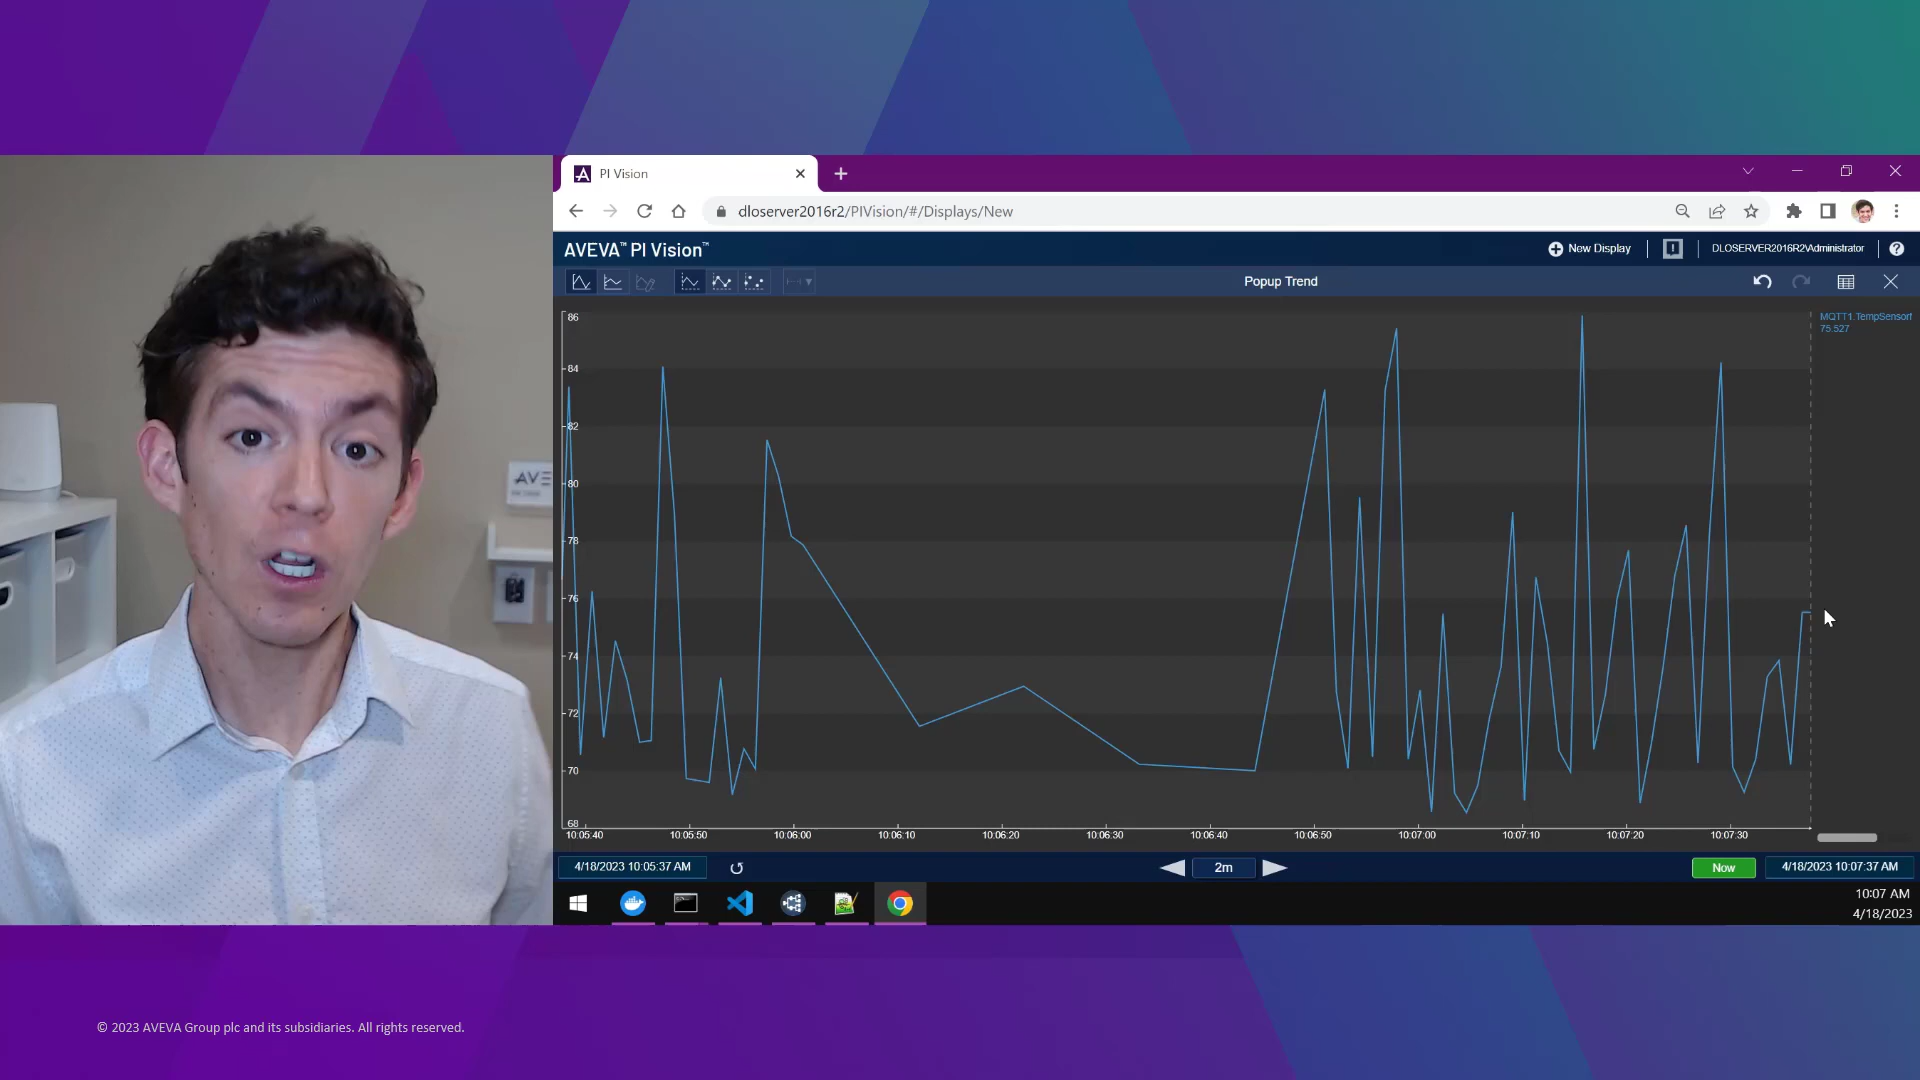 PI Vision
dloserver2016r2/PIVision/#/Displays/New
AVEVA™ PI Vision™
New Display
DLOSERVER2016R2\Administrator
Popup Trend
86
84
82
80
78
76
74
72
70
68
MQTT1.TempSensorf
75.527
10:05:40
10:05:50
10:06:00
10:06:10
10:06:20
10:06:30
10:06:40
10:06:50
10:07:00
10:07:10
10:07:20
10:07:30
4/18/2023 10:05:37 AM
2m
Now
4/18/2023 10:07:37 AM
10:07 AM
4/18/2023
AVE
© 2023 AVEVA Group plc and its subsidiaries. All rights reserved.